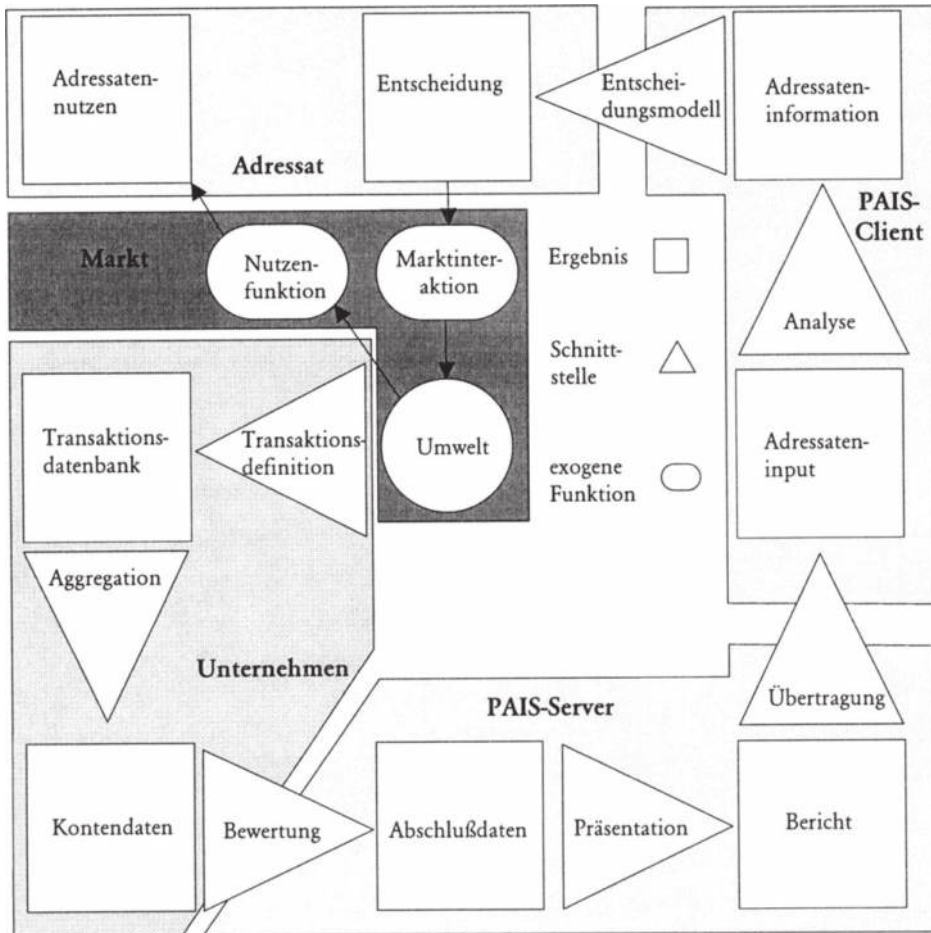 Adressaten-
nutzen
Entscheidung
Entschei-
dungsmodell
Adressaten-
information
Adressat
PAIS-
Client
Markt
Nutzen-
funktion
Marktinter-
aktion
Ergebnis
Analyse
Schnitt-
stelle
Transaktions-
datenbank
Transaktions-
definition
Umwelt
exogene
Funktion
Adressaten-
input
Aggregation
Unternehmen
PAIS-Server
Übertragung
Kontendaten
Bewertung
Abschlußdaten
Präsentation
Bericht